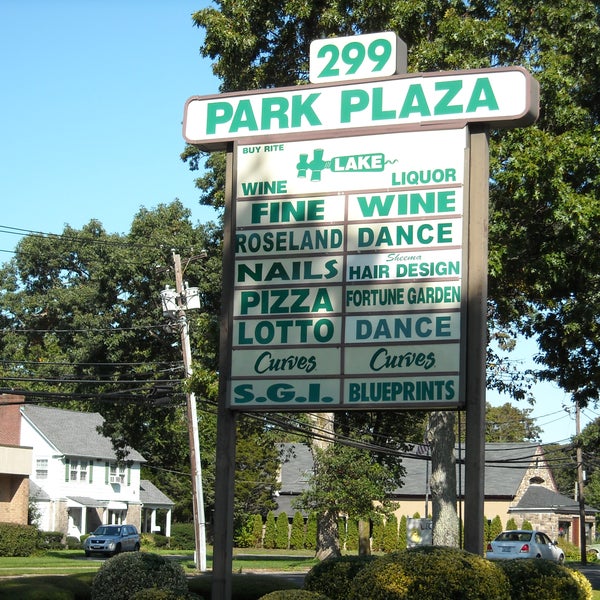 299
PARK PLAZA
BUY RITE
H LAKE
WINE LIQUOR
FINE WINE
ROSELAND DANCE
NAILS Sheema HAIR DESIGN
PIZZA FORTUNE GARDEN
LOTTO DANCE
Curves Curves
S.G.I. BLUEPRINTS